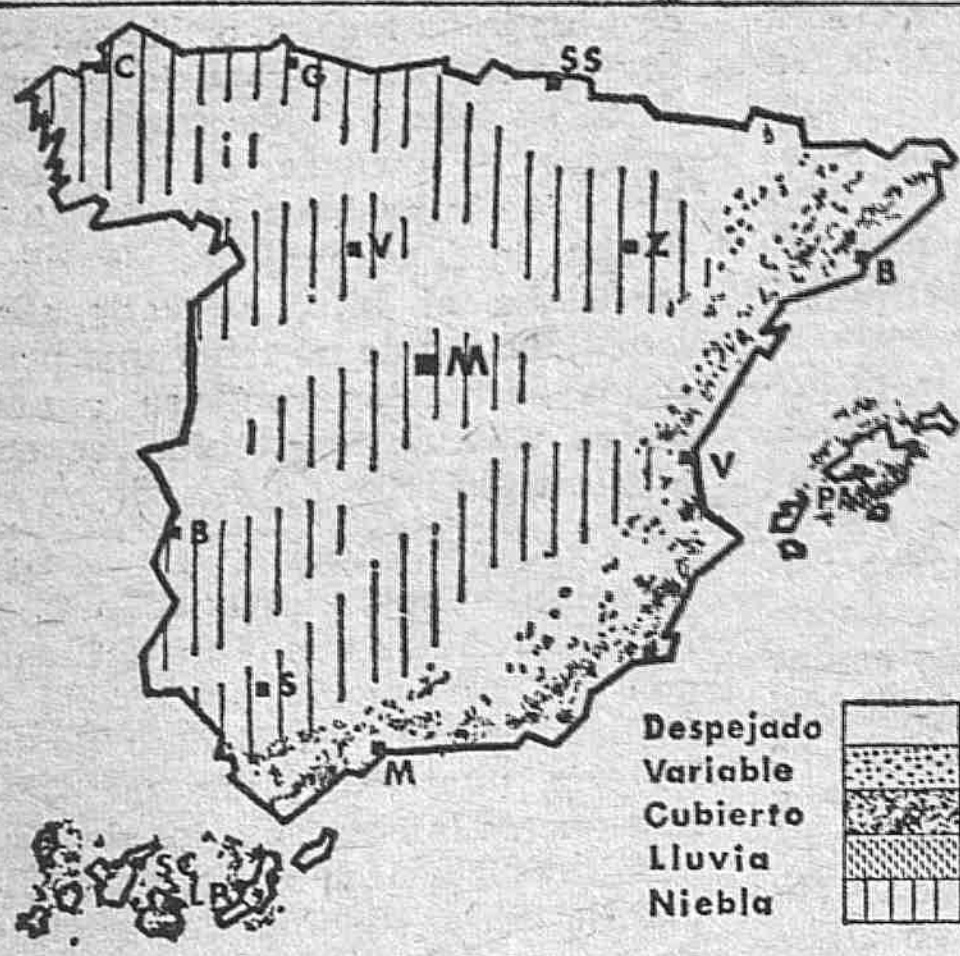 SS
C
G
V
Z
B
M
V
PM
B
S
M
SC
LP
Despejado
Variable
Cubierto
Lluvia
Niebla